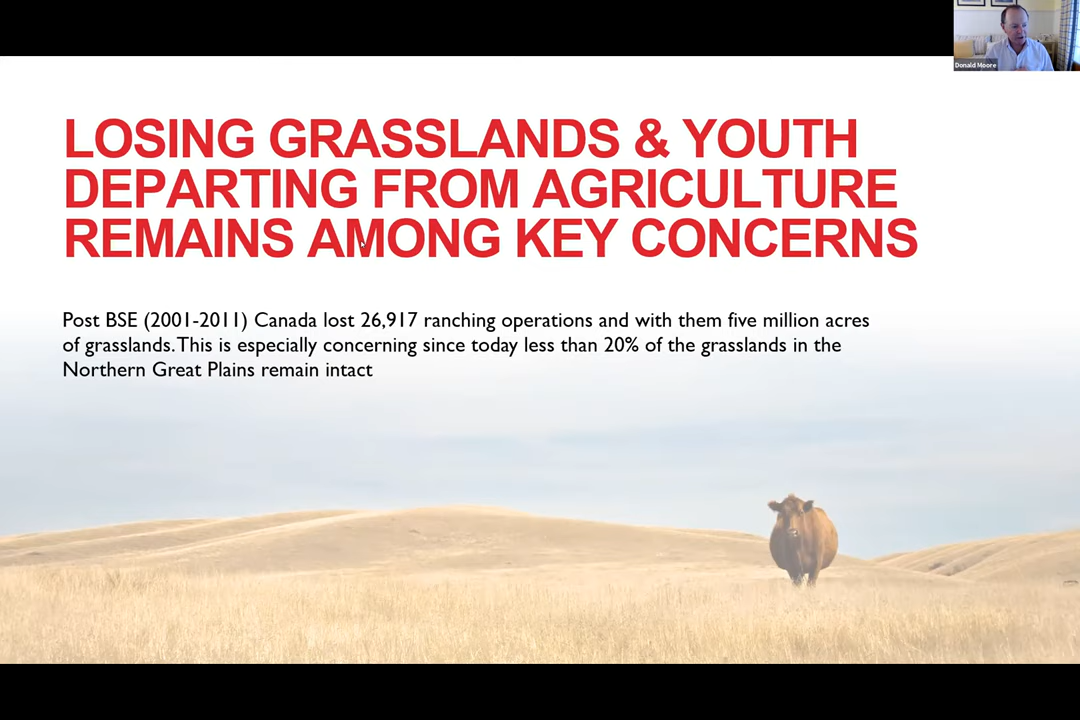 Donald Moore
LOSING GRASSLANDS & YOUTH
DEPARTING FROM AGRICULTURE
REMAINS AMONG KEY CONCERNS
Post BSE (2001-2011) Canada lost 26,917 ranching operations and with them five million acres
of grasslands. This is especially concerning since today less than 20% of the grasslands in the
Northern Great Plains remain intact